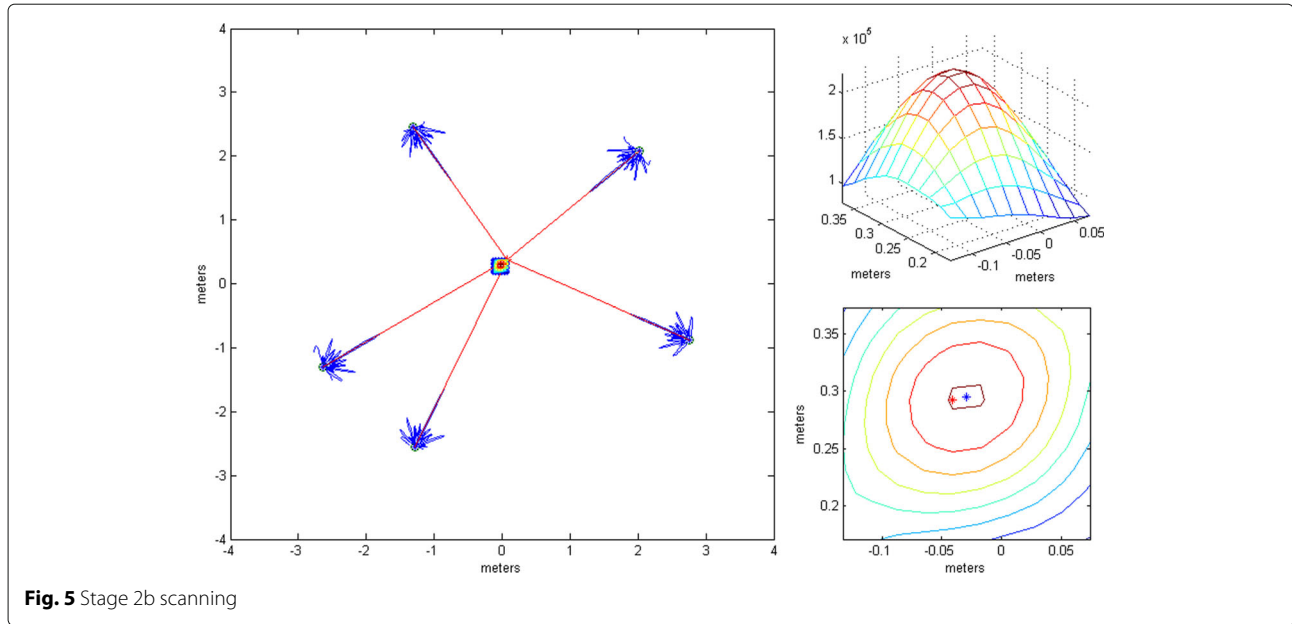 4
3
2
1
0
-1
-2
-3
-4
meters
-4 -3 -2 -1 0 1 2 3 4
meters
x 10^5
2
1.5
1
0.35
0.3
0.25
0.2
meters
-0.1
-0.05
0
0.05
meters
0.35
0.3
0.25
0.2
meters
-0.1 -0.05 0 0.05
meters
Fig. 5 Stage 2b scanning